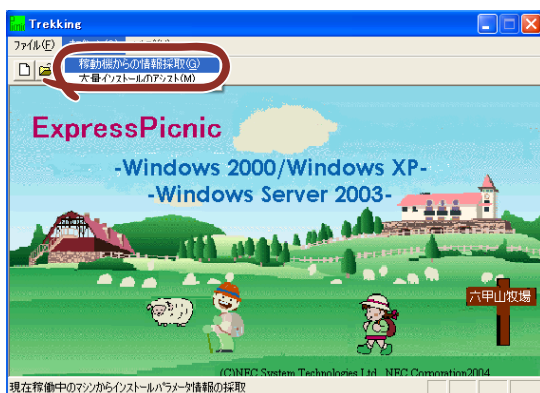 Trekking
ファイル(F)
稼動機からの情報採取(G)
大量インストールのアシスト(M)
ExpressPicnic
-Windows 2000/Windows XP-
-Windows Server 2003-
六甲山牧場
(C)NEC System Technologies,Ltd. NEC Corporation2004
現在稼働中のマシンからインストールパラメータ情報の採取